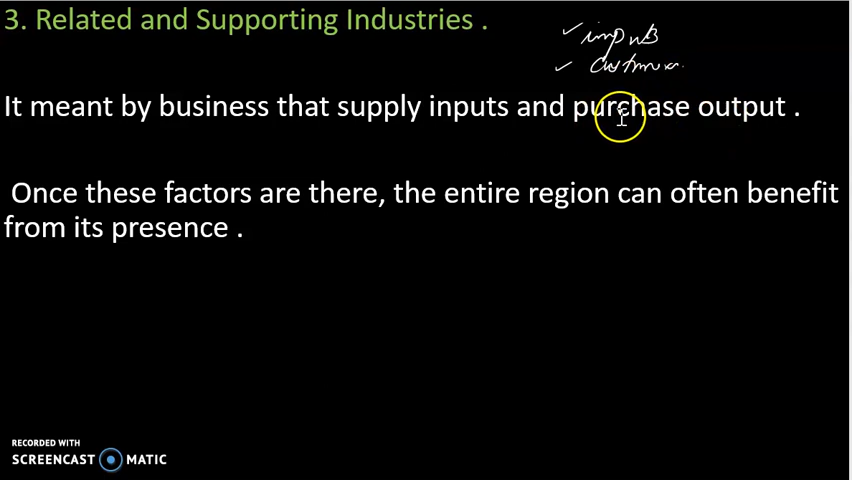 3. Related and Supporting Industries .
✓ inputs
✓ Customer.
It meant by business that supply inputs and purchase output .
Once these factors are there, the entire region can often benefit
from its presence .
RECORDED WITH
SCREENCAST MATIC